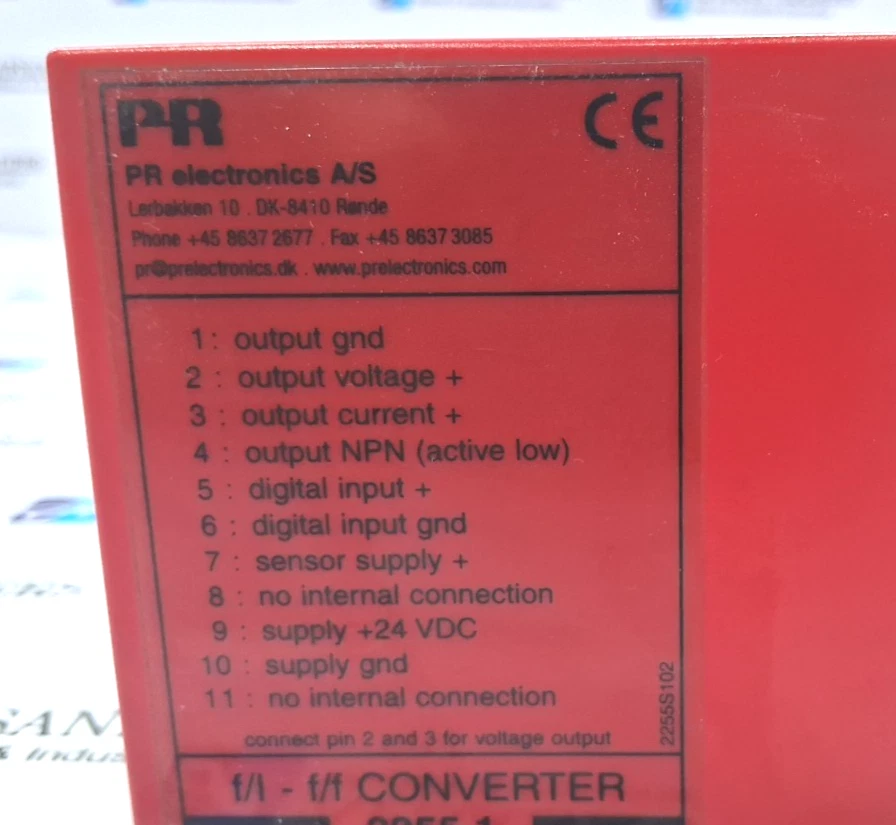 PR
CE
PR electronics A/S
Lerbakken 10 . DK-8410 Rønde
Phone +45 8637 2677 . Fax +45 8637 3085
pr@prelectronics.dk . www.prelectronics.com
1 : output gnd
2 : output voltage +
3 : output current +
4 : output NPN (active low)
5 : digital input +
6 : digital input gnd
7 : sensor supply +
8 : no internal connection
9 : supply +24 VDC
10 : supply gnd
11 : no internal connection
connect pin 2 and 3 for voltage output
2255S102
f/I - f/f CONVERTER